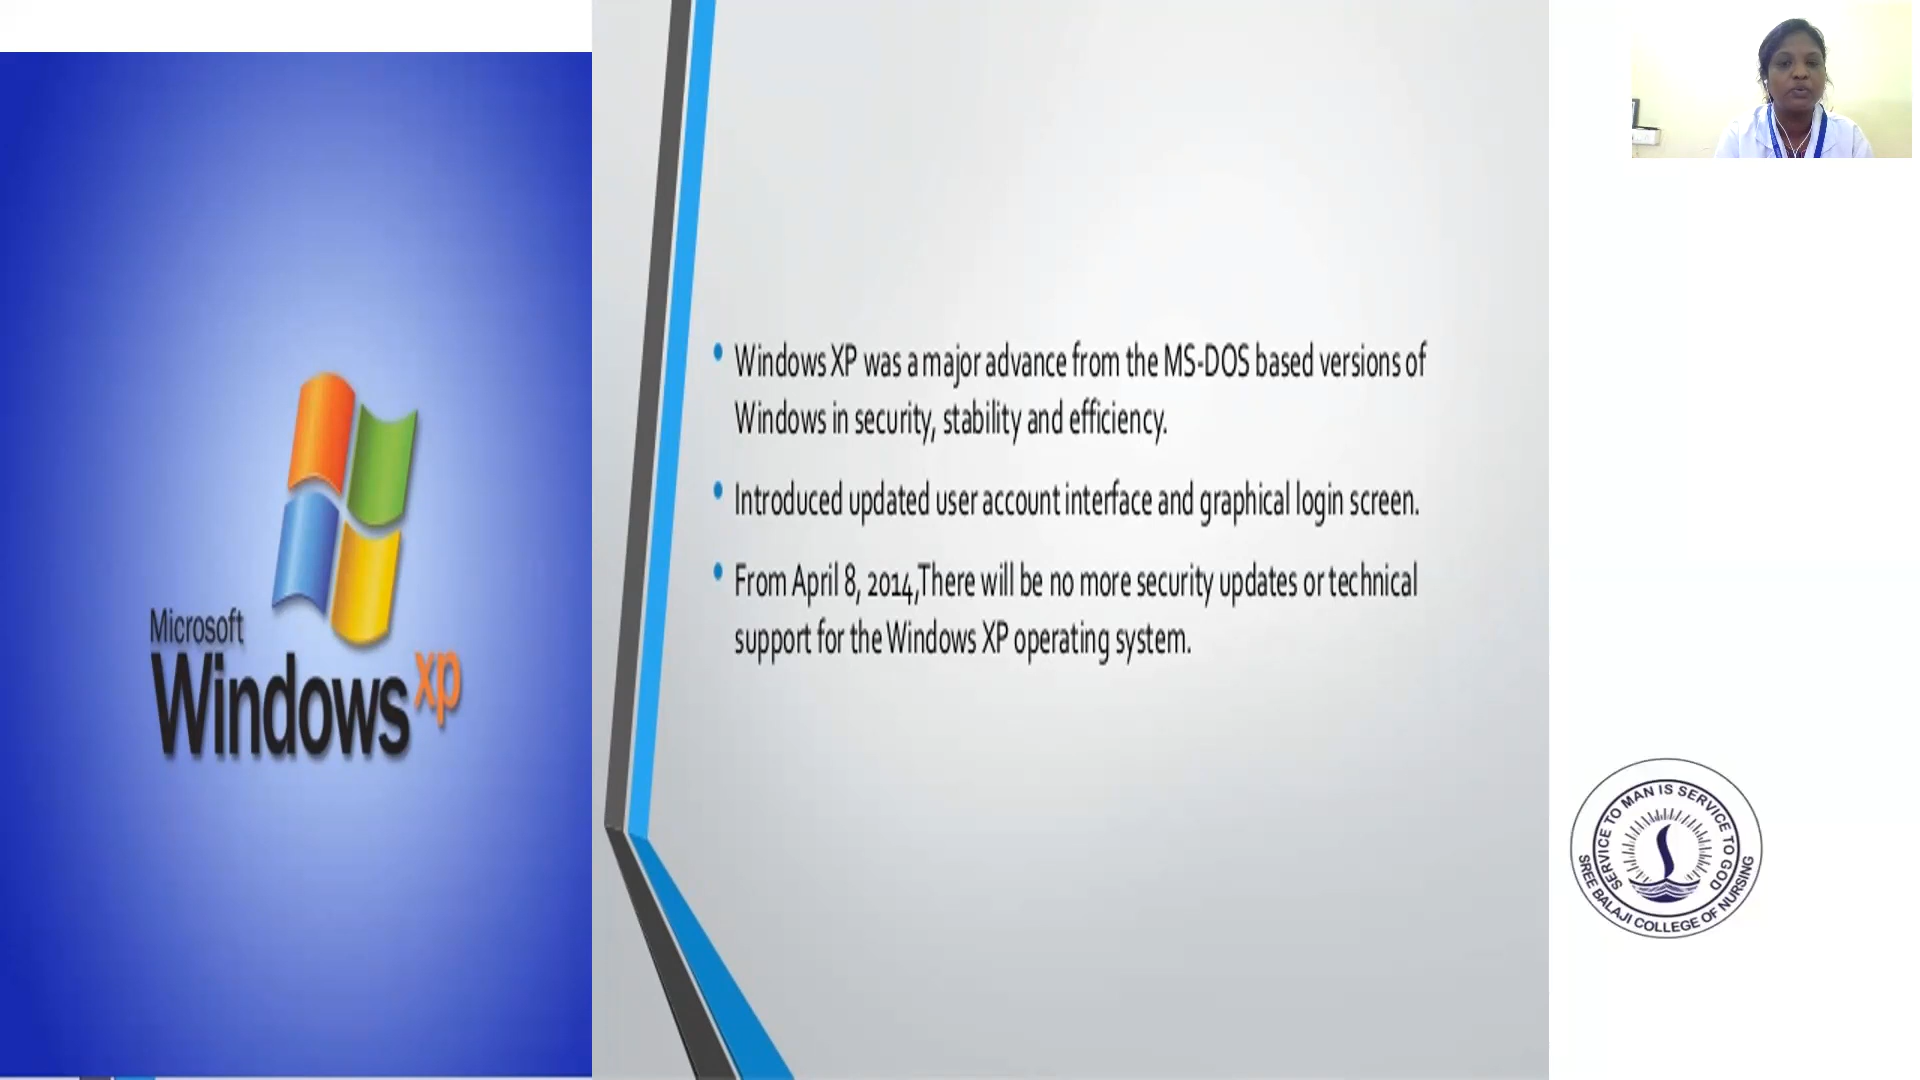 Microsoft
Windows xp
• Windows XP was a major advance from the MS-DOS based versions of
Windows in security, stability and efficiency.
• Introduced updated user account interface and graphical login screen.
• From April 8, 2014,There will be no more security updates or technical
support for the Windows XP operating system.
SERVICE TO MAN IS SERVICE TO GOD
SREE BALAJI COLLEGE OF NURSING